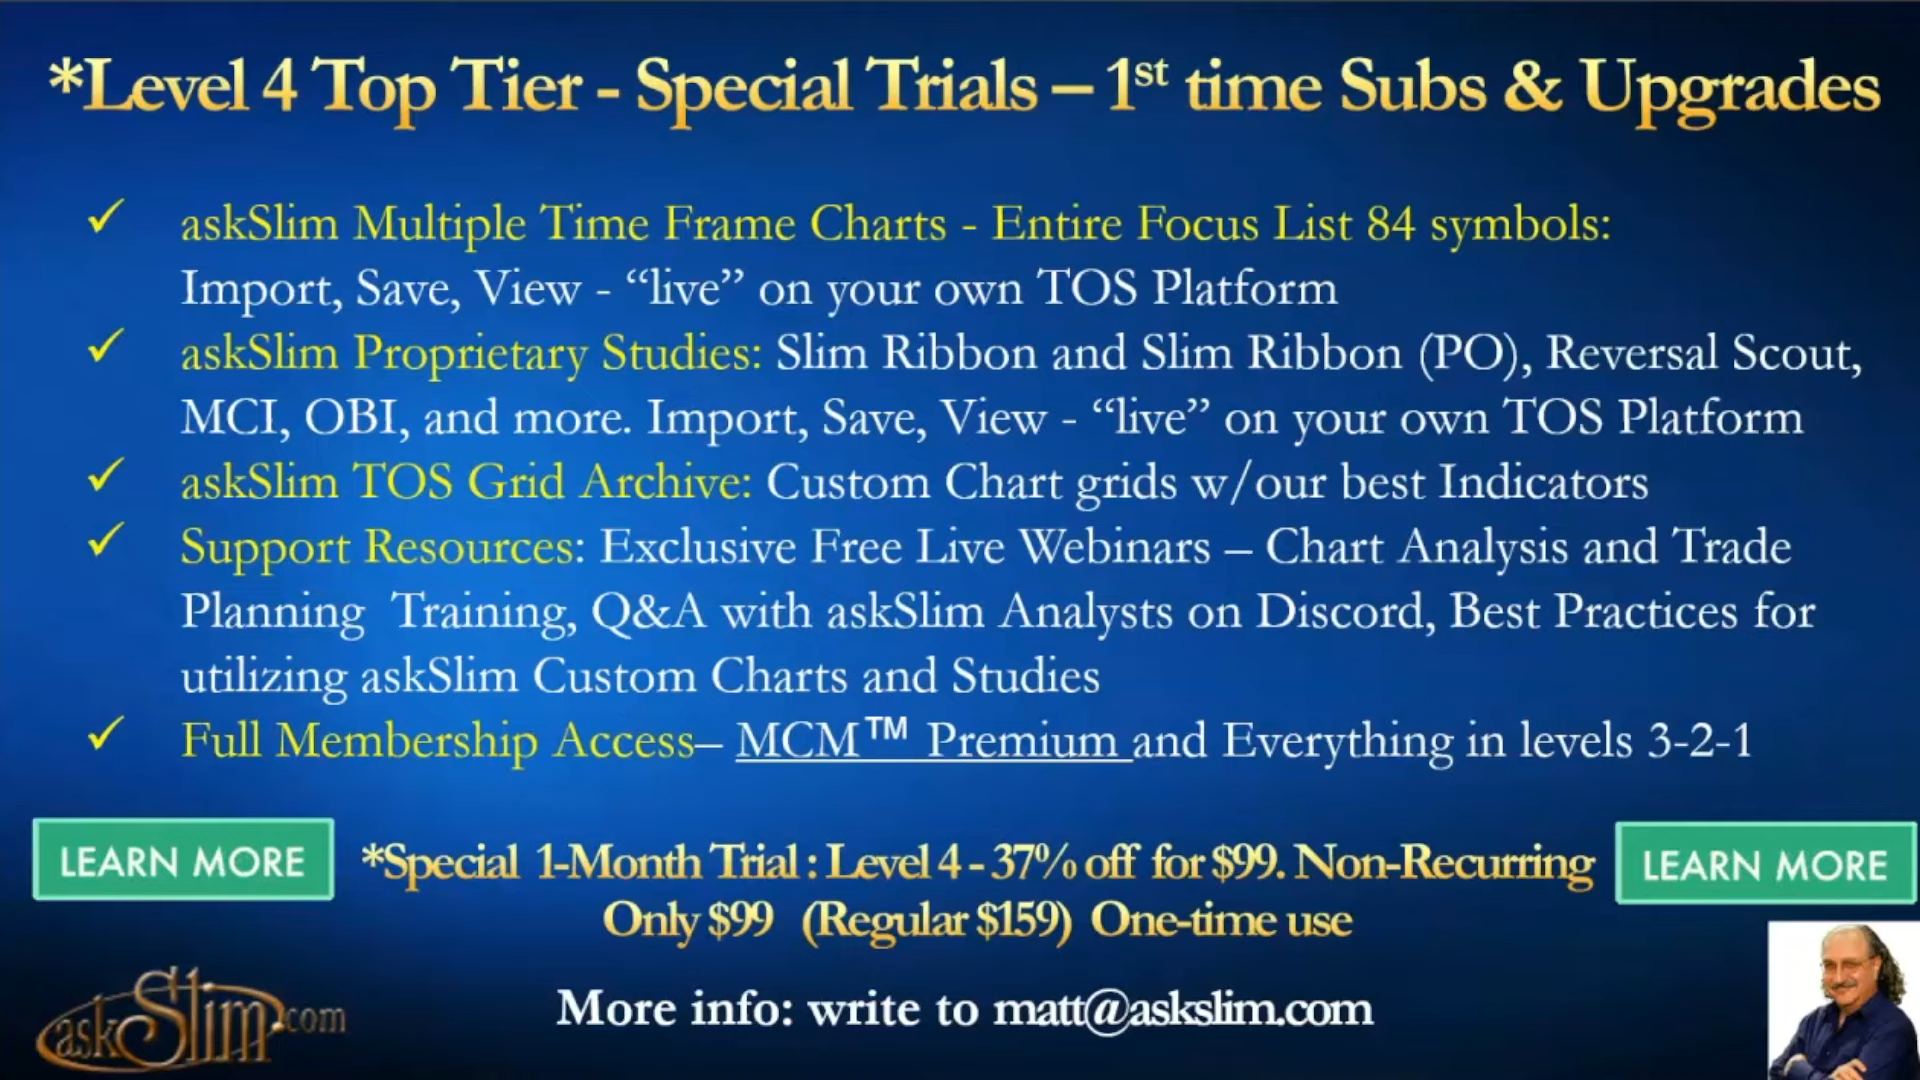 *Level 4 Top Tier - Special Trials – 1st time Subs & Upgrades
✓ askSlim Multiple Time Frame Charts - Entire Focus List 84 symbols:
Import, Save, View - “live” on your own TOS Platform
✓ askSlim Proprietary Studies: Slim Ribbon and Slim Ribbon (PO), Reversal Scout,
MCI, OBI, and more. Import, Save, View - “live” on your own TOS Platform
✓ askSlim TOS Grid Archive: Custom Chart grids w/our best Indicators
✓ Support Resources: Exclusive Free Live Webinars – Chart Analysis and Trade
Planning Training, Q&A with askSlim Analysts on Discord, Best Practices for
utilizing askSlim Custom Charts and Studies
✓ Full Membership Access– MCM™ Premium and Everything in levels 3-2-1
LEARN MORE
*Special 1-Month Trial : Level 4 - 37% off for $99. Non-Recurring
LEARN MORE
Only $99 (Regular $159) One-time use
More info: write to matt@askslim.com
askSlim.com